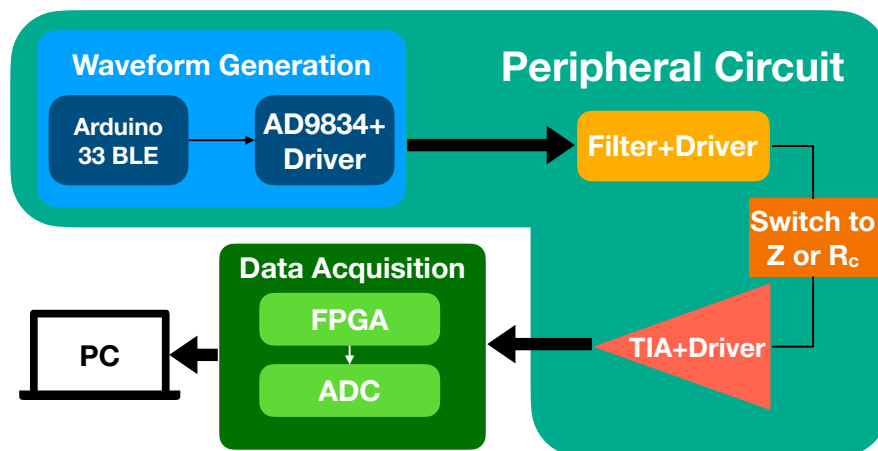 Waveform Generation
Peripheral Circuit
Arduino
33 BLE
AD9834+
Driver
Filter+Driver
Switch to
Z or Rc
Data Acquisition
FPGA
ADC
TIA+Driver
PC